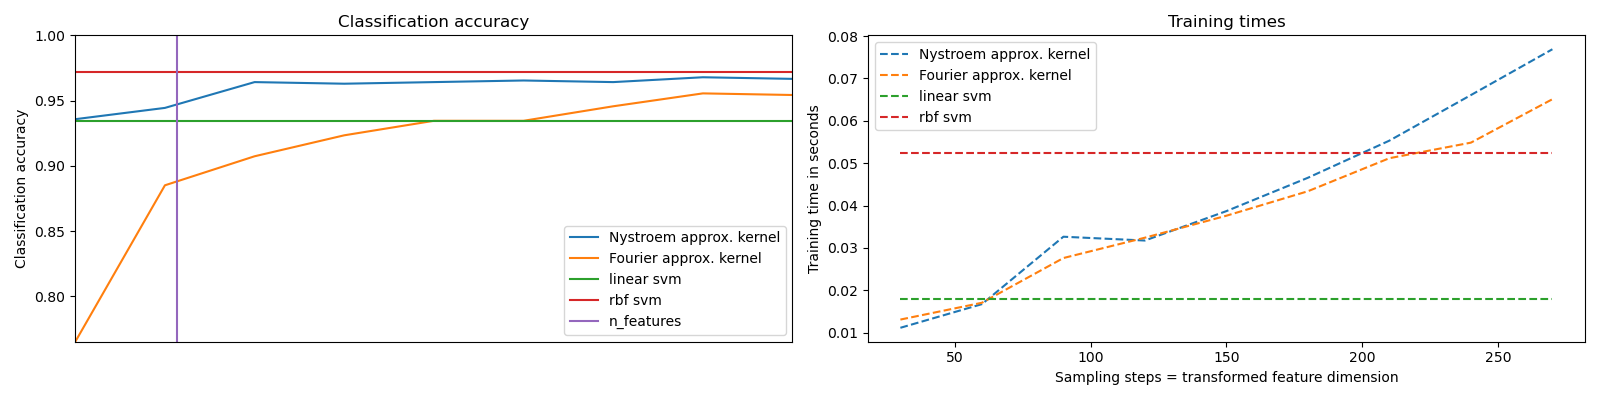 Classification accuracy
Classification accuracy
1.00
0.95
0.90
0.85
0.80
Nystroem approx. kernel
Fourier approx. kernel
linear svm
rbf svm
n_features
Training times
Training time in seconds
0.08
0.07
0.06
0.05
0.04
0.03
0.02
0.01
Nystroem approx. kernel
Fourier approx. kernel
linear svm
rbf svm
50
100
150
200
250
Sampling steps = transformed feature dimension